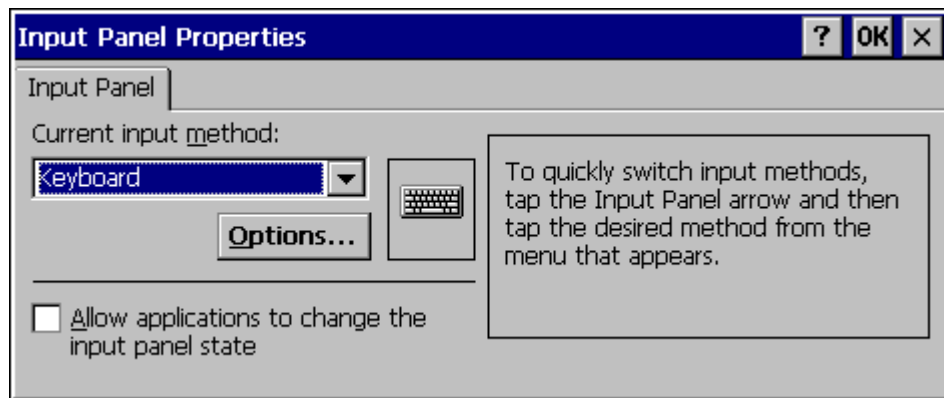 Input Panel Properties
? OK ×
Input Panel
Current input method:
Keyboard
Options...
To quickly switch input methods,
tap the Input Panel arrow and then
tap the desired method from the
menu that appears.
Allow applications to change the
input panel state